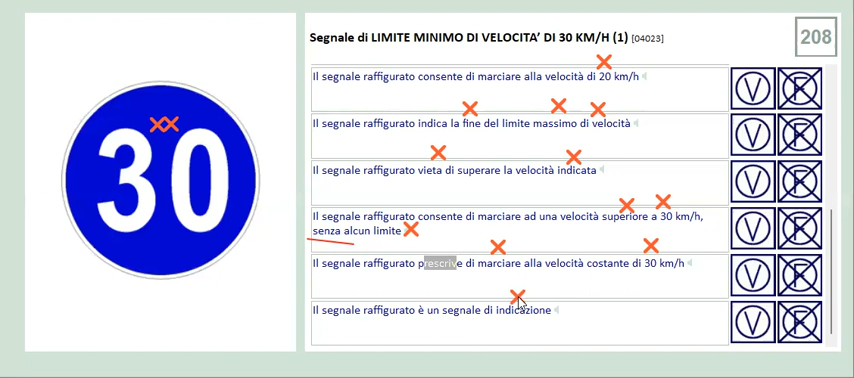 30
Segnale di LIMITE MINIMO DI VELOCITA' DI 30 KM/H (1) [04023]
208
Il segnale raffigurato consente di marciare alla velocità di 20 km/h
V F
Il segnale raffigurato indica la fine del limite massimo di velocità
V F
Il segnale raffigurato vieta di superare la velocità indicata
V F
Il segnale raffigurato consente di marciare ad una velocità superiore a 30 km/h,
senza alcun limite
V F
Il segnale raffigurato prescrive di marciare alla velocità costante di 30 km/h
V F
Il segnale raffigurato è un segnale di indicazione
V F